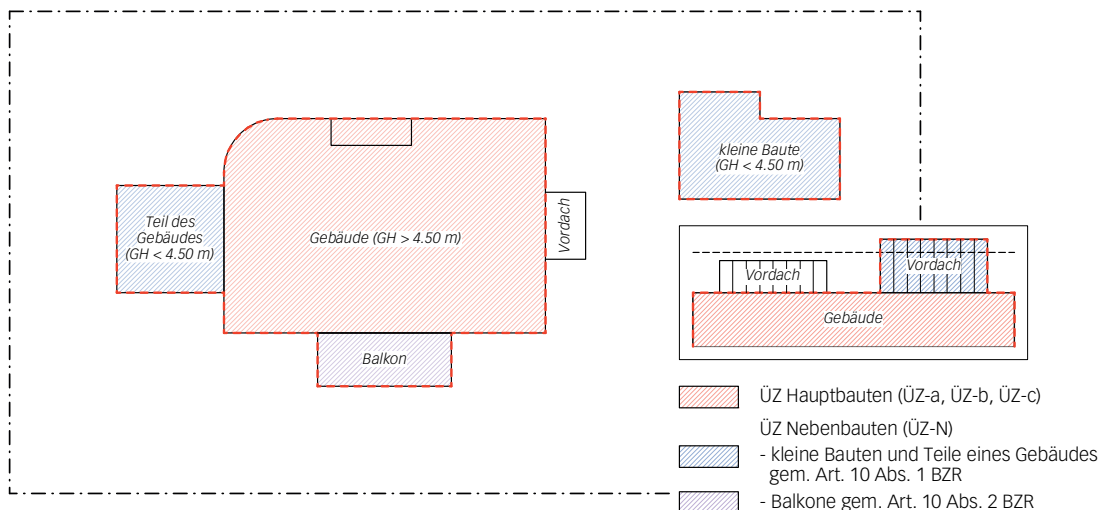 kleine Baute
(GH < 4.50 m)
Teil des
Gebäudes
(GH < 4.50 m)
Gebäude (GH > 4.50 m)
Vordach
Balkon
Vordach
Vordach
Gebäude
ÜZ Hauptbauten (ÜZ-a, ÜZ-b, ÜZ-c)
ÜZ Nebenbauten (ÜZ-N)
- kleine Bauten und Teile eines Gebäudes
gem. Art. 10 Abs. 1 BZR
- Balkone gem. Art. 10 Abs. 2 BZR